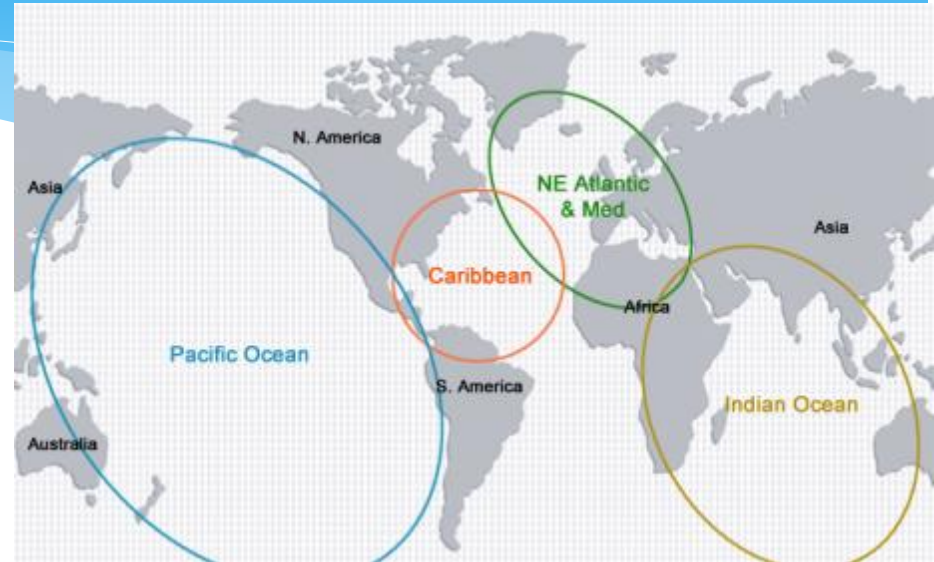 N. America
Asia
NE Atlantic
& Med
Asia
Caribbean
Africa
Pacific Ocean
S. America
Indian Ocean
Australia